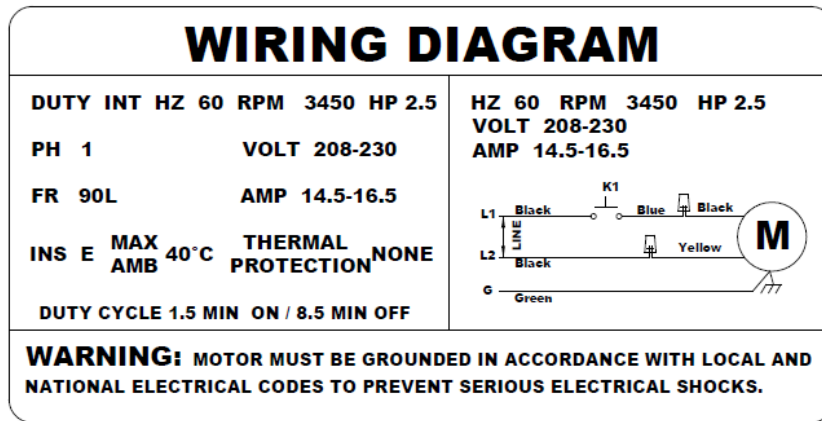 WIRING DIAGRAM
DUTY INT HZ 60 RPM 3450 HP 2.5
PH 1 VOLT 208-230
FR 90L AMP 14.5-16.5
INS E MAX AMB 40°C THERMAL PROTECTION NONE
DUTY CYCLE 1.5 MIN ON / 8.5 MIN OFF
HZ 60 RPM 3450 HP 2.5
VOLT 208-230
AMP 14.5-16.5
K1
L1 Black Blue Black
LINE
M
L2 Black Yellow
G Green
WARNING: MOTOR MUST BE GROUNDED IN ACCORDANCE WITH LOCAL AND
NATIONAL ELECTRICAL CODES TO PREVENT SERIOUS ELECTRICAL SHOCKS.